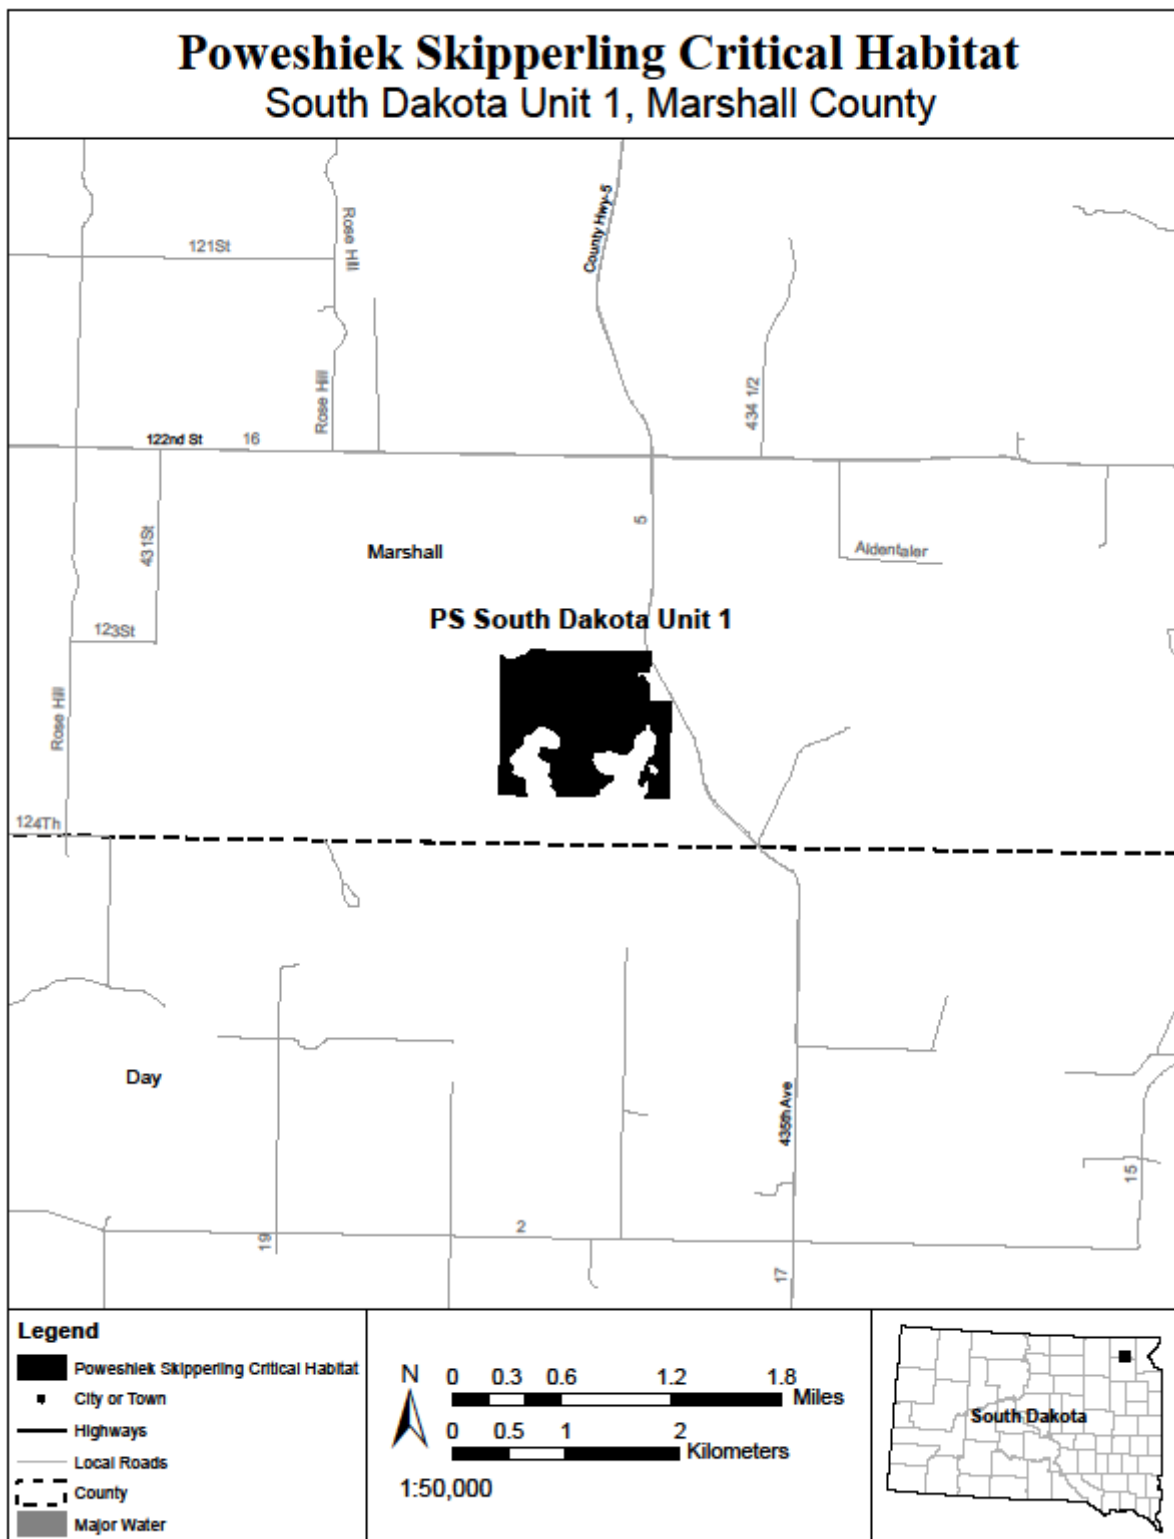 Poweshiek Skipperling Critical Habitat
South Dakota Unit 1, Marshall County
121St
Rose Hill
County Hwy-5
Rose Hill
434 1/2
122nd St
16
431St
5
Marshall
Aldentaler
PS South Dakota Unit 1
123St
Rose Hill
124Th
Day
435th Ave
15
2
19
17
Legend
Poweshiek Skipperling Critical Habitat
City or Town
Highways
Local Roads
County
Major Water
N
0 0.3 0.6 1.2 1.8
Miles
0 0.5 1 2
Kilometers
1:50,000
South Dakota